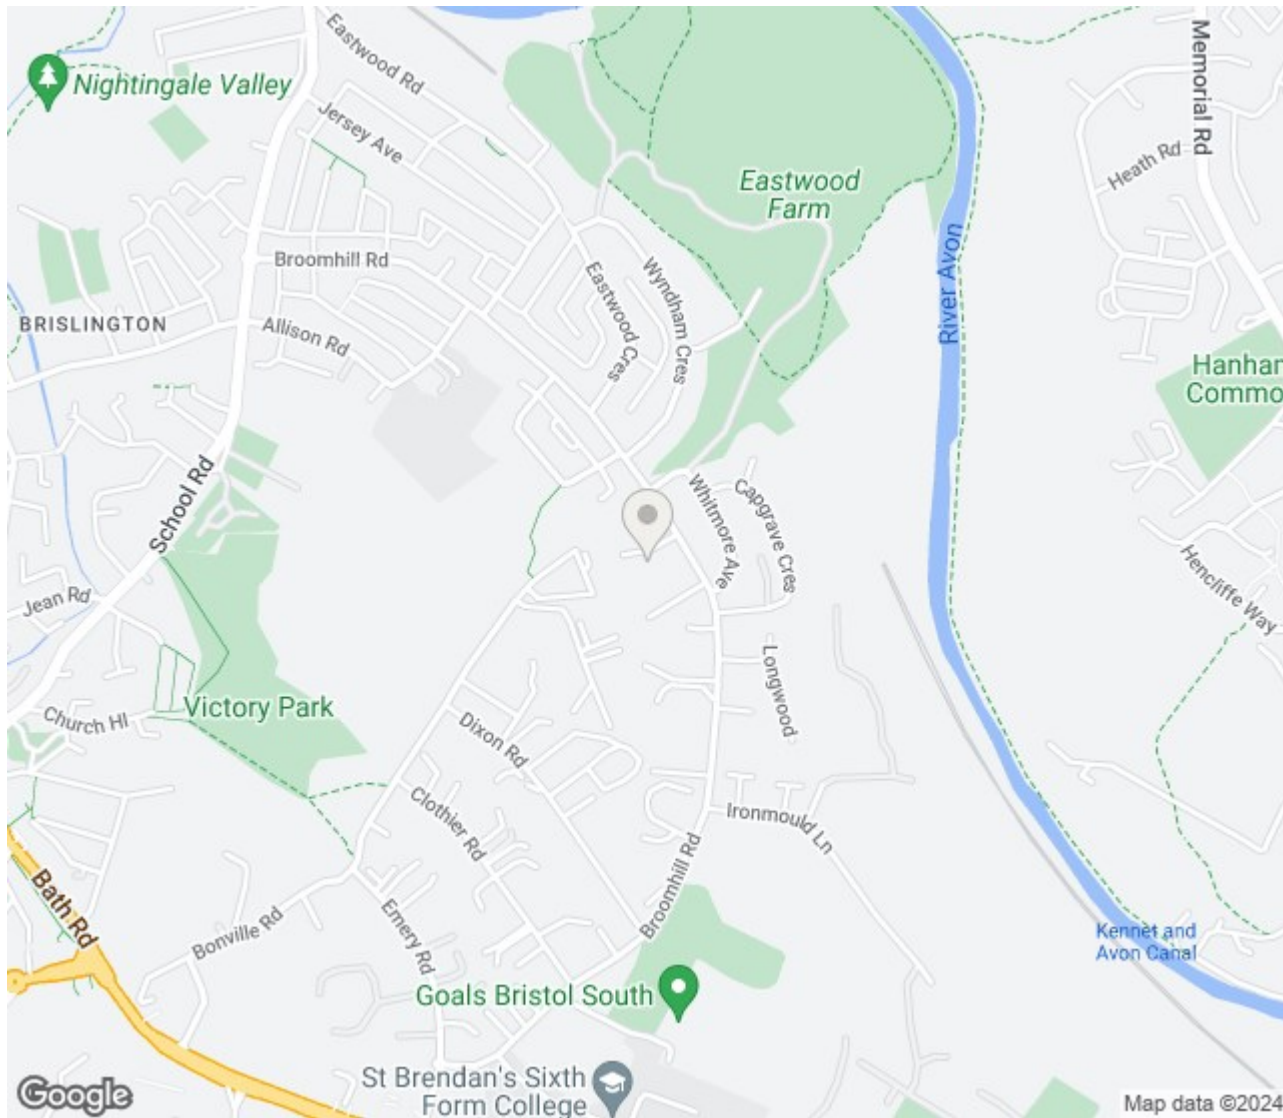 Eastwood Rd
Memorial Rd
Nightingale Valley
Jersey Ave
Heath Rd
Eastwood
Farm
River Avon
Broomhill Rd
Wyndham Cres
Eastwood Cres
BRISLINGTON
Allison Rd
Hanhar
Commo
School Rd
Whitmore Ave
Capgrave Cres
Hencliffe Way
Jean Rd
Longwood
Victory Park
Church Hl
Dixon Rd
Clothier Rd
Ironmould Ln
Broomhill Rd
Bath Rd
Bonville Rd
Emery Rd
Kennet and
Avon Canal
Goals Bristol South
St Brendan's Sixth
Form College
Google
Map data ©2024